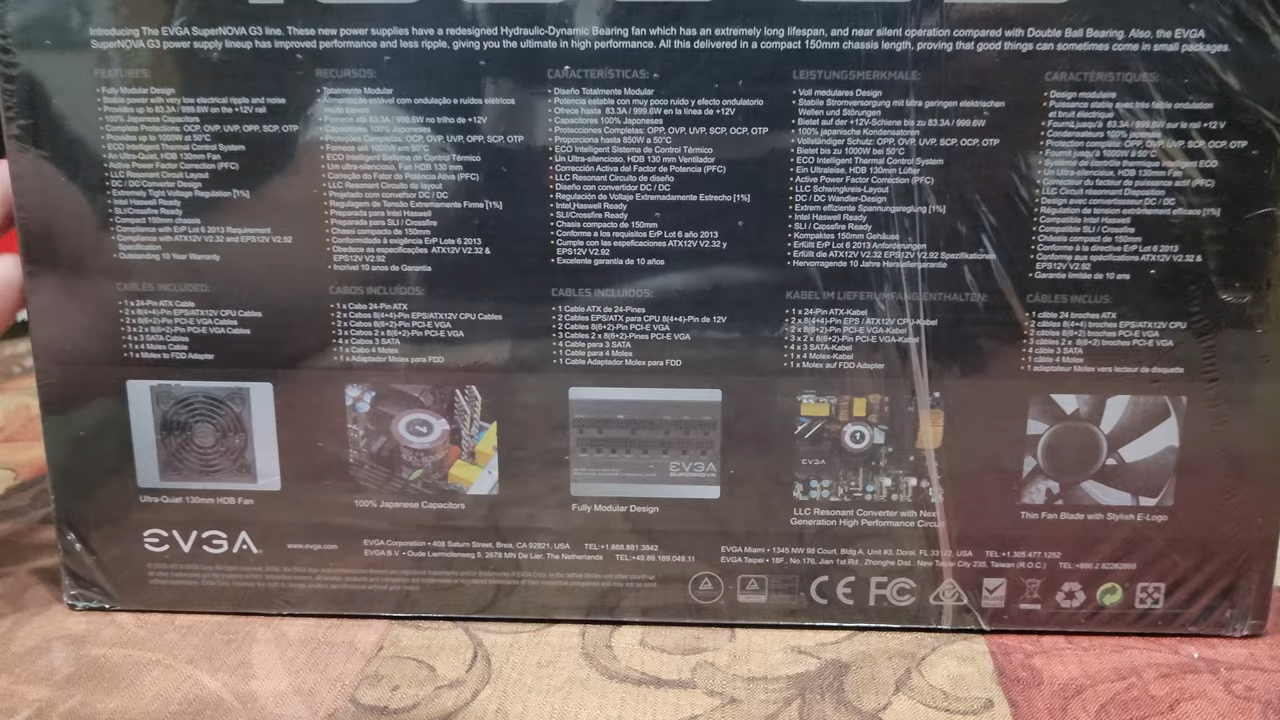 Introducing The EVGA SuperNOVA G3 line. These new power supplies have a redesigned Hydraulic-Dynamic Bearing fan which has an extremely long lifespan, and near silent operation compared with Double Ball Bearing. Also, the EVGA
SuperNOVA G3 power supply lineup has improved performance and less ripple, giving you the ultimate in high performance. All this delivered in a compact 150mm chassis length, proving that good things can sometimes come in small packages.
FEATURES:
• Fully Modular Design
• Stable power with very low electrical ripple and noise
• Provides up to 83.3A / 999.6W on the +12V rail
• 100% Japanese Capacitors
• Complete Protections: OCP, OVP, UVP, OPP, SCP, OTP
• Provides up to 1000W at 50°C
• ECO Intelligent Thermal Control System
• An Ultra-Quiet, HDB 130mm Fan
• Active Power Factor Correction (PFC)
• LLC Resonant Circuit Layout
• DC / DC Converter Design
• Extremely Tight Voltage Regulation [1%]
• Intel Haswell Ready
• SLI/Crossfire Ready
• Compact 150mm chassis
• Compliance with ErP Lot 6 2013 Requirement
• Compliance with ATX12V V2.32 and EPS12V V2.92
Specification
• Outstanding 10 Year Warranty
RECURSOS:
• Totalmente Modular
• Alimentação estável com ondulação e ruídos elétricos
muito baixos
• Fornece até 83.3A / 999.6W no trilho de +12V
• Capacitores 100% Japoneses
• Proteções Completas: OCP, OVP, UVP, OPP, SCP, OTP
• Fornece até 1000W em 50°C
• ECO Intelligent Sistema de Controle Térmico
• Um ultra-silencioso, Fan HDB 130 mm
• Correção do Fator de Potência Ativa (PFC)
• LLC Resonant Circuito de layout
• Projetado com conversor DC / DC
• Regulagem de Tensão Extremamente Firme [1%]
• Preparada para Intel Haswell
• Preparada para SLI / Crossfire
• Chassi compacto de 150mm
• Conformidade à exigência ErP Lote 6 2013
• Obedece as especificações ATX12V V2.32 &
EPS12V V2.92
• Incrível 10 anos de Garantia
CARACTERÍSTICAS:
• Diseño Totalmente Modular
• Potencia estable con muy poco ruido y efecto ondulatorio
• Ofrece hasta 83.3A / 999.6W en la línea de +12V
• Capacitores 100% Japoneses
• Protecciones Completas: OPP, OVP, UVP, SCP, OCP, OTP
• Proporciona hasta 850W a 50°C
• ECO Intelligent Sistema de Control Térmico
• Un Ultra-silencioso, HDB 130 mm Ventilador
• Corrección Activa del Factor de Potencia (PFC)
• LLC Resonant Circuito de diseño
• Diseño con convertidor DC / DC
• Regulación de Voltaje Extremadamente Estrecho [1%]
• Intel Haswell Ready
• SLI/Crossfire Ready
• Chasis compacto de 150mm
• Conforme a los requisitos ErP Lot 6 año 2013
• Cumple con las espeficaciones ATX12V V2.32 y
EPS12V V2.92
• Excelente garantía de 10 años
LEISTUNGSMERKMALE:
• Voll modulares Design
• Stabile Stromversorgung mit ultra geringen elektrischen
Wellen und Störungen
• Bietet auf der +12V-Schiene bis zu 83.3A / 999.6W
• 100% japanische Kondensatoren
• Vollständiger Schutz: OPP, OVP, UVP, SCP, OCP, OTP
• Bietet bis zu 1000W bei 50°C
• ECO Intelligent Thermal Control System
• Ein Ultraleise, HDB 130mm Lüfter
• Active Power Factor Correction (PFC)
• LLC Schwingkreis-Layout
• DC / DC Wandler-Design
• Extrem effiziente Spannungsreglung [1%]
• Intel Haswell Ready
• SLI / Crossfire Ready
• Kompaktes 150mm Gehäuse
• Erfüllt ErP Lot 6 2013 Anforderungen
• Erfüllt die ATX12V V2.32 EPS12V V2.92 Spezifikationen
• Hervorragende 10 Jahre Herstellergarantie
CARACTÉRISTIQUES:
• Design modulaire
• Puissance stable avec très faible ondulation
et bruit électrique
• Fournit jusqu'à 83.3A / 999.6W sur le rail +12 V
• Condensateurs 100% japonais
• Protection complète: OPP, OVP, UVP, SCP, OCP, OTP
• Fournit jusqu'à 1000W à 50°C
• Système de contrôle thermique intelligent ECO
• Un Ultra-silencieux, HDB 130mm Fan
• Correcteur du facteur de puissance actif (PFC)
• LLC Circuit résonnant Disposition
• Design avec convertisseur DC / DC
• Régulation de tension extrêmement efficace [1%]
• Compatible Intel Haswell
• Compatible SLI / Crossfire
• Châssis compact de 150mm
• Conforme à la directive ErP Lot 6 2013
• Conforme aux spécifications ATX12V V2.32 &
EPS12V V2.92
• Garantie limitée de 10 ans
CABLES INCLUDED:
• 1 x 24-Pin ATX Cable
• 2 x 8(4+4)-Pin EPS/ATX12V CPU Cables
• 2 x 8(6+2)-Pin PCI-E VGA Cables
• 3 x 2 x 8(6+2)-Pin PCI-E VGA Cables
• 4 x 3 SATA Cables
• 1 x 4 Molex Cable
• 1 x Molex to FDD Adapter
CABOS INCLUÍDOS:
• 1 x Cabo 24-Pin ATX
• 2 x Cabos 8(4+4)-Pin EPS/ATX12V CPU Cables
• 2 x Cabos 8(6+2)-Pin PCI-E VGA
• 3 x Cabos 2 x 8(6+2)-Pin PCI-E VGA
• 4 x Cabos 3 SATA
• 1 x Cabo 4 Molex
• 1 x Adaptador Molex para FDD
CABLES INCLUÍDOS:
• 1 Cable ATX de 24-Pines
• 2 Cables EPS/ATX para CPU 8(4+4)-Pin de 12V
• 2 Cables 8(6+2)-Pin PCI-E VGA
• 3 Cables 2 x 8(6+2)-Pines PCI-E VGA
• 4 Cable para 3 SATA
• 1 Cable para 4 Molex
• 1 Cable Adaptador Molex para FDD
KABEL IM LIEFERUMFANG ENTHALTEN:
• 1 x 24-Pin ATX-Kabel
• 2 x 8(4+4)-Pin EPS / ATX12V CPU-Kabel
• 2 x 8(6+2)-Pin PCI-E VGA-Kabel
• 3 x 2 x 8(6+2)-Pin PCI-E VGA-Kabel
• 4 x 3 SATA-Kabel
• 1 x 4 Molex-Kabel
• 1 x Molex auf FDD Adapter
CÂBLES INCLUS:
• 1 câble 24 broches ATX
• 2 câbles 8(4+4) broches EPS/ATX12V CPU
• 2 câbles 8(6+2) broches PCI-E VGA
• 3 câbles 2 x 8(6+2) broches PCI-E VGA
• 4 câble 3 SATA
• 1 câble 4 Molex
• 1 adaptateur Molex vers lecteur de disquette
EVGA
SUPERNOVA
EVGA
Ultra-Quiet 130mm HDB Fan
100% Japanese Capacitors
Fully Modular Design
LLC Resonant Converter with Next
Generation High Performance Circuit
Thin Fan Blade with Stylish E-Logo
EVGA
www.evga.com
EVGA Corporation • 408 Saturn Street, Brea, CA 92821, USA TEL:+1.888.881.3842
EVGA B.V. • Oude Liermolenweg 5, 2678 MN De Lier, The Netherlands TEL:+49.89.189.049.11
EVGA Miami • 1345 NW 98 Court, Bldg A, Unit #3, Doral, FL 33142, USA TEL:+1.305.477.1252
EVGA Taipei • 18F., No.176, Jian 1st Rd., Zhonghe Dist., New Taipei City 235, Taiwan (R.O.C.) TEL:+886.2.82262888
CE FC RoHS